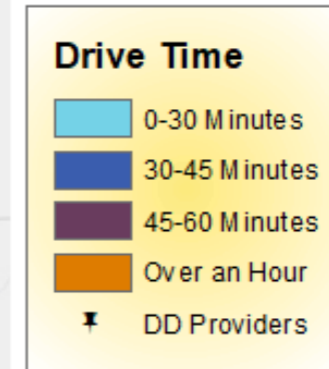 Drive Time
0-30 Minutes
30-45 Minutes
45-60 Minutes
Over an Hour
DD Providers